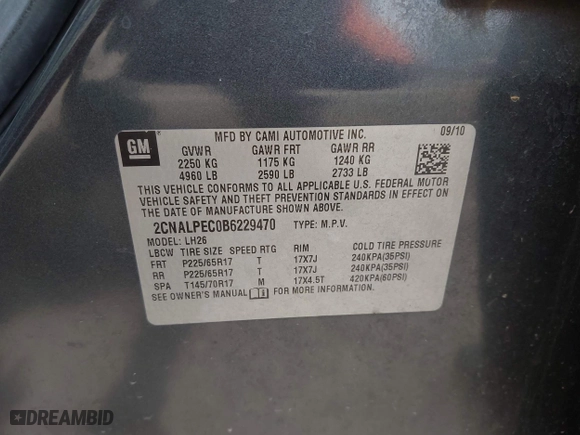 MFD BY CAMI AUTOMOTIVE INC. 09/10
GM
GVWR GAWR FRT GAWR RR
2250 KG 1175 KG 1240 KG
4960 LB 2590 LB 2733 LB
THIS VEHICLE CONFORMS TO ALL APPLICABLE U.S. FEDERAL MOTOR
VEHICLE SAFETY AND THEFT PREVENTION STANDARDS IN EFFECT ON
THE DATE OF MANUFACTURE SHOWN ABOVE.
2CNALPEC0B6229470 TYPE: M.P.V.
MODEL: LH26
LBCW TIRE SIZE SPEED RTG RIM COLD TIRE PRESSURE
FRT P225/65R17 T 17X7J 240KPA(35PSI)
RR P225/65R17 T 17X7J 240KPA(35PSI)
SPA T145/70R17 M 17X4.5T 420KPA(60PSI)
SEE OWNER'S MANUAL FOR MORE INFORMATION.
DREAMBID